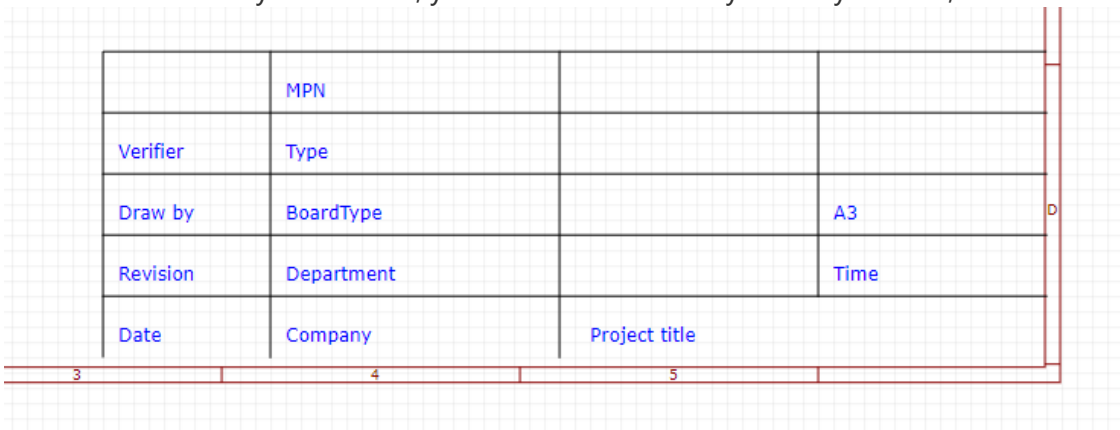 MPN
Verifier Type
Draw by BoardType A3
D
Revision Department Time
Date Company Project title
3 4 5